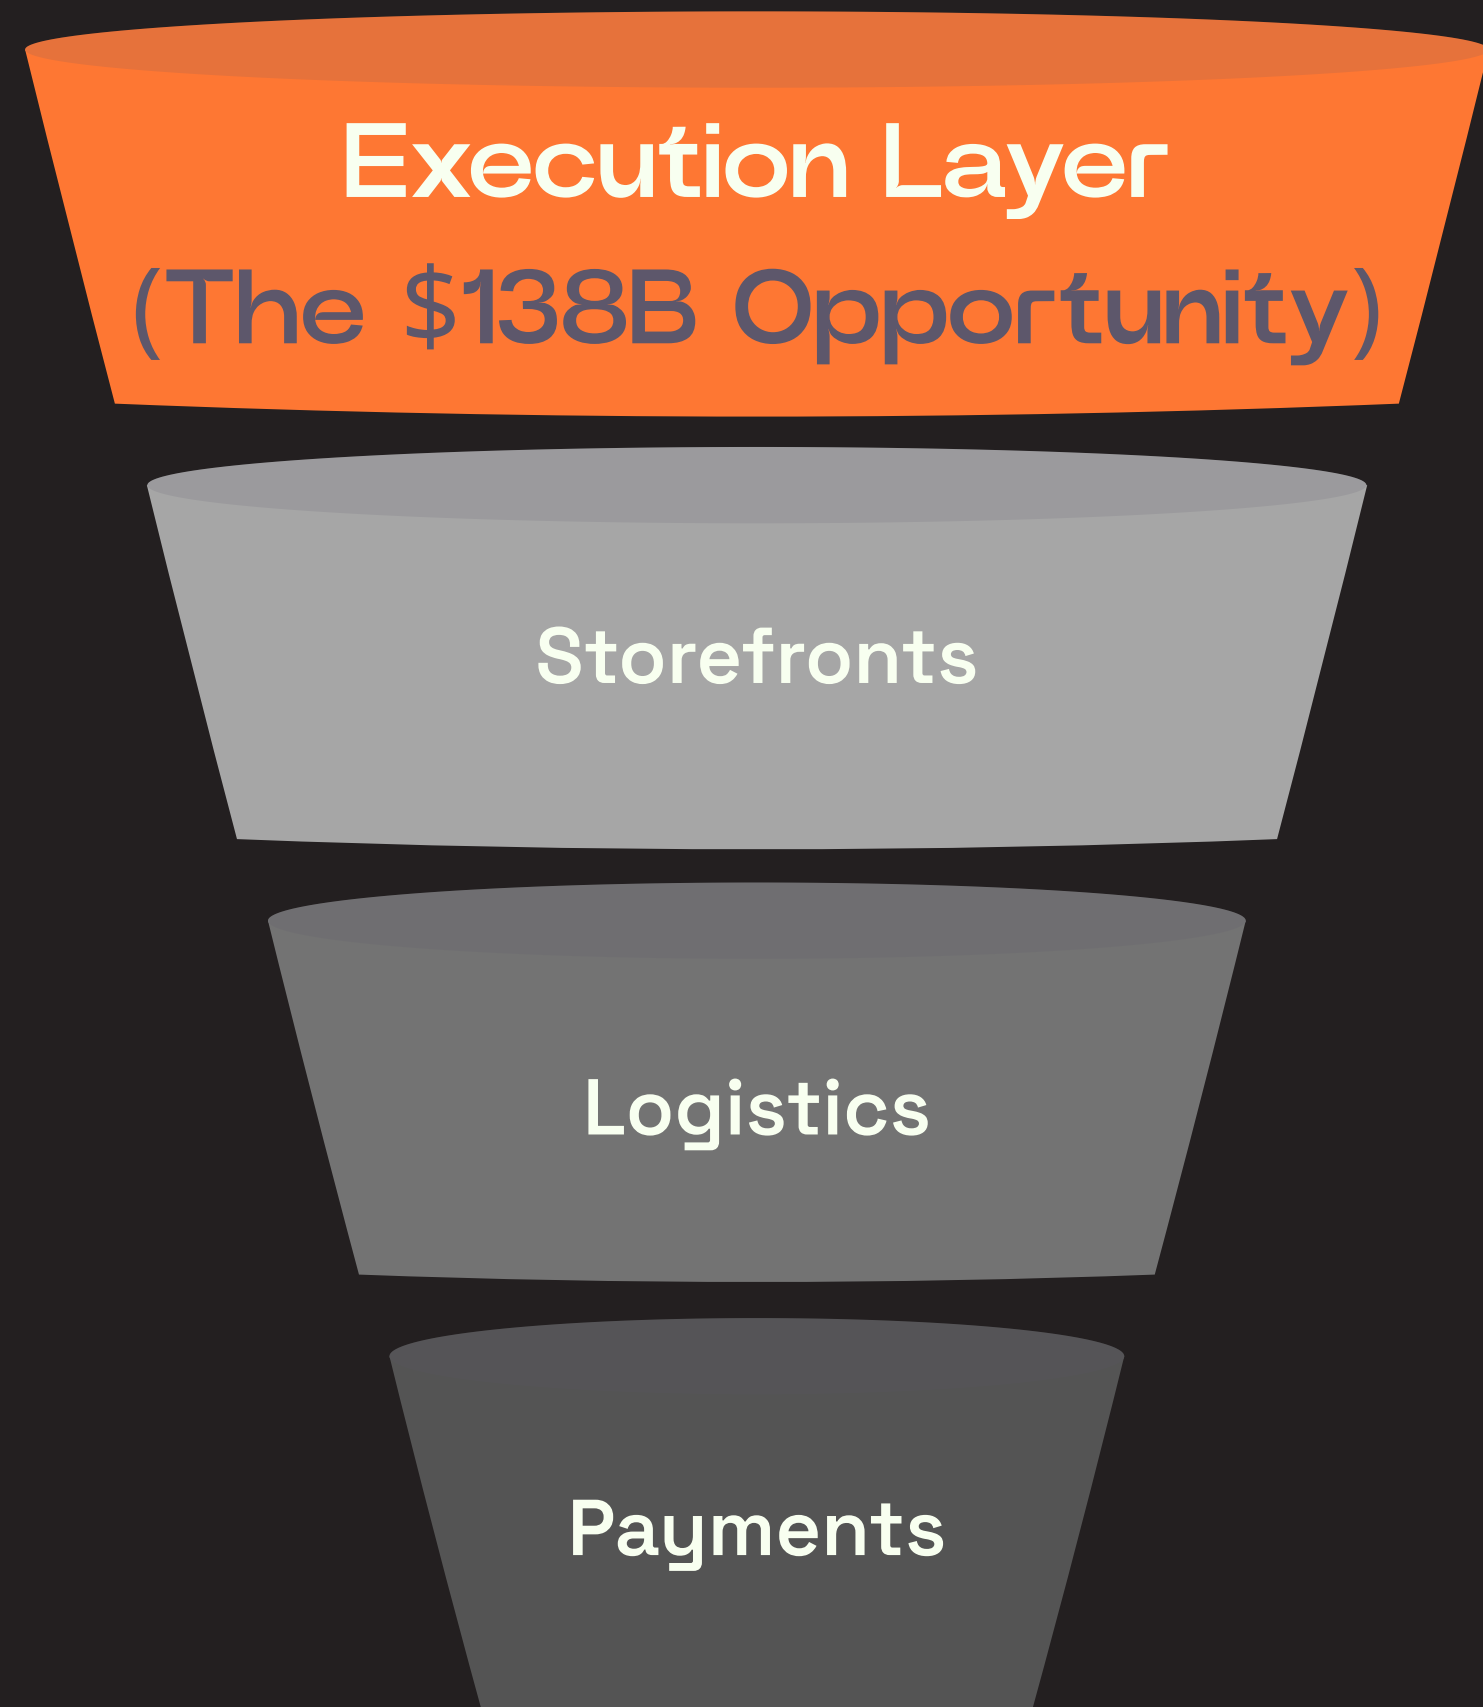 Execution Layer
(The $138B Opportunity)
Storefronts
Logistics
Payments